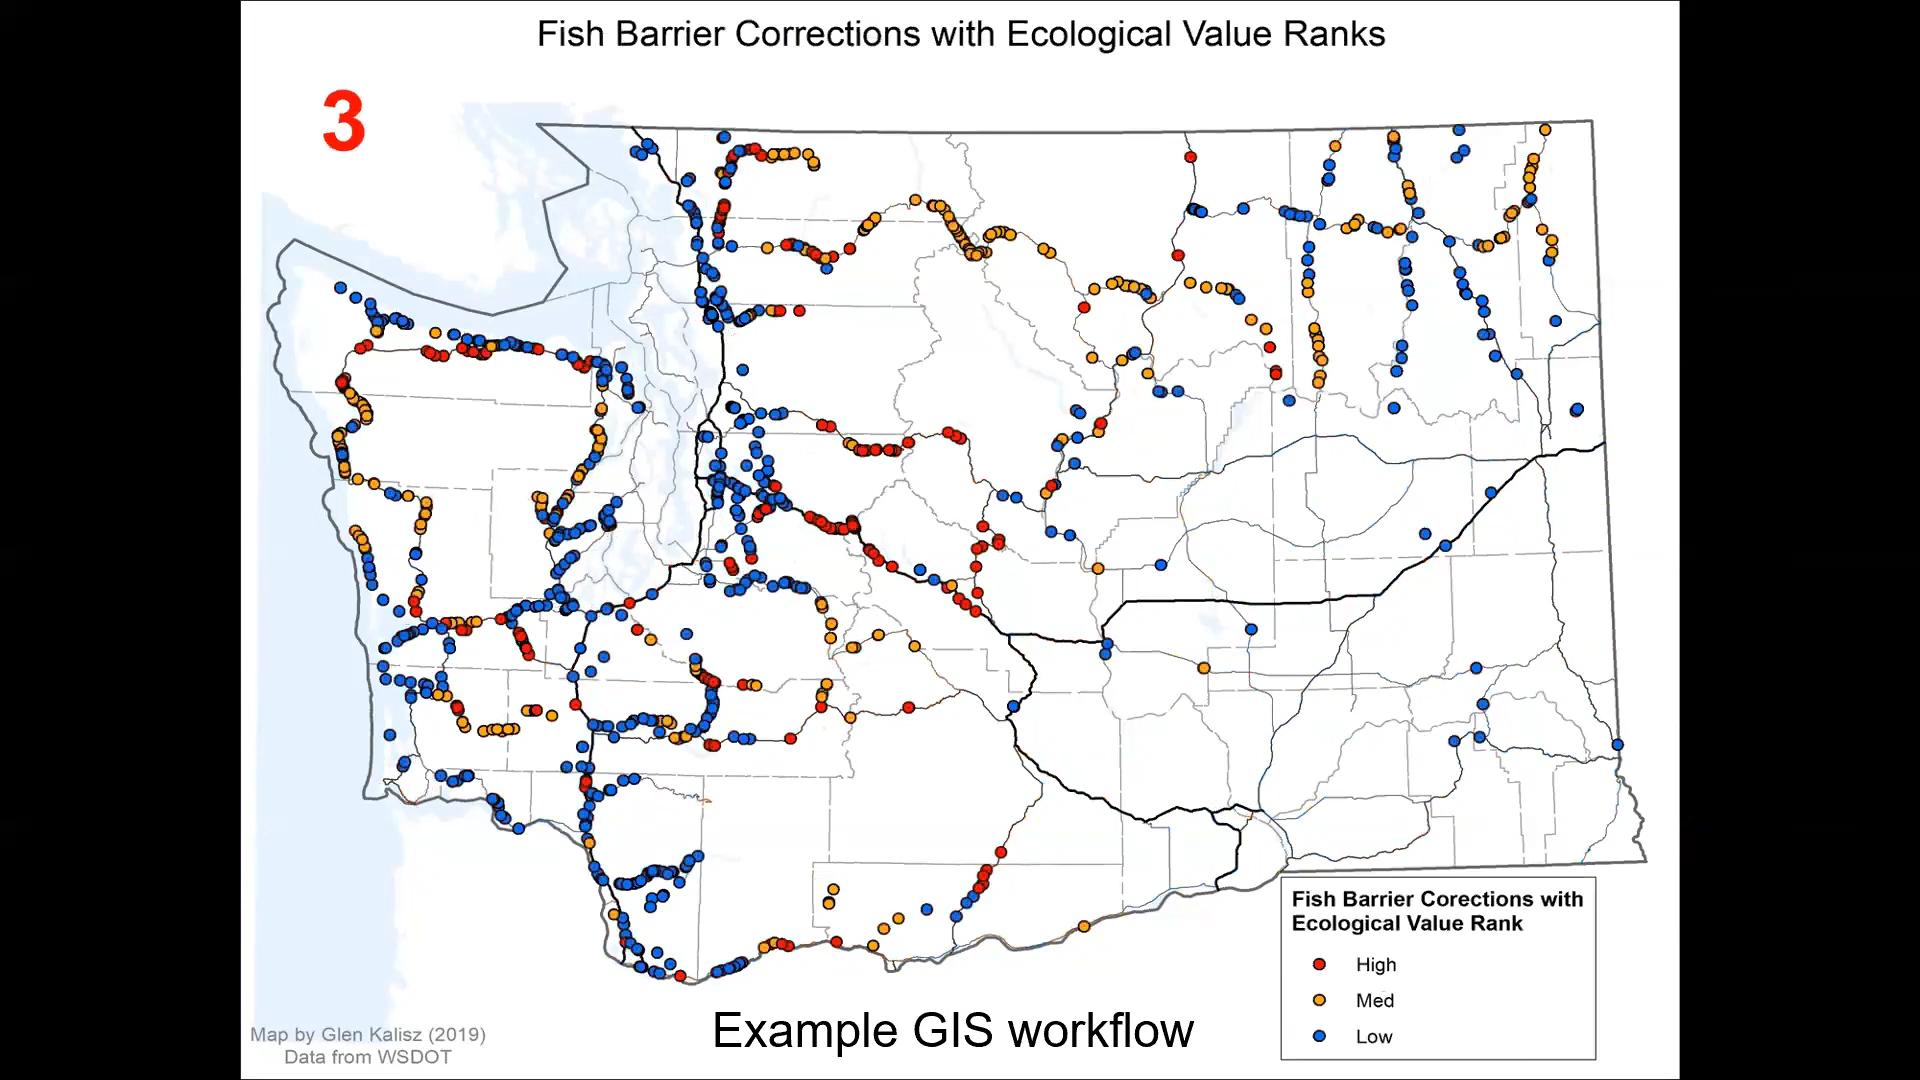 Fish Barrier Corrections with Ecological Value Ranks
3
Fish Barrier Corections with
Ecological Value Rank
High
Med
Low
Example GIS workflow
Map by Glen Kalisz (2019)
Data from WSDOT